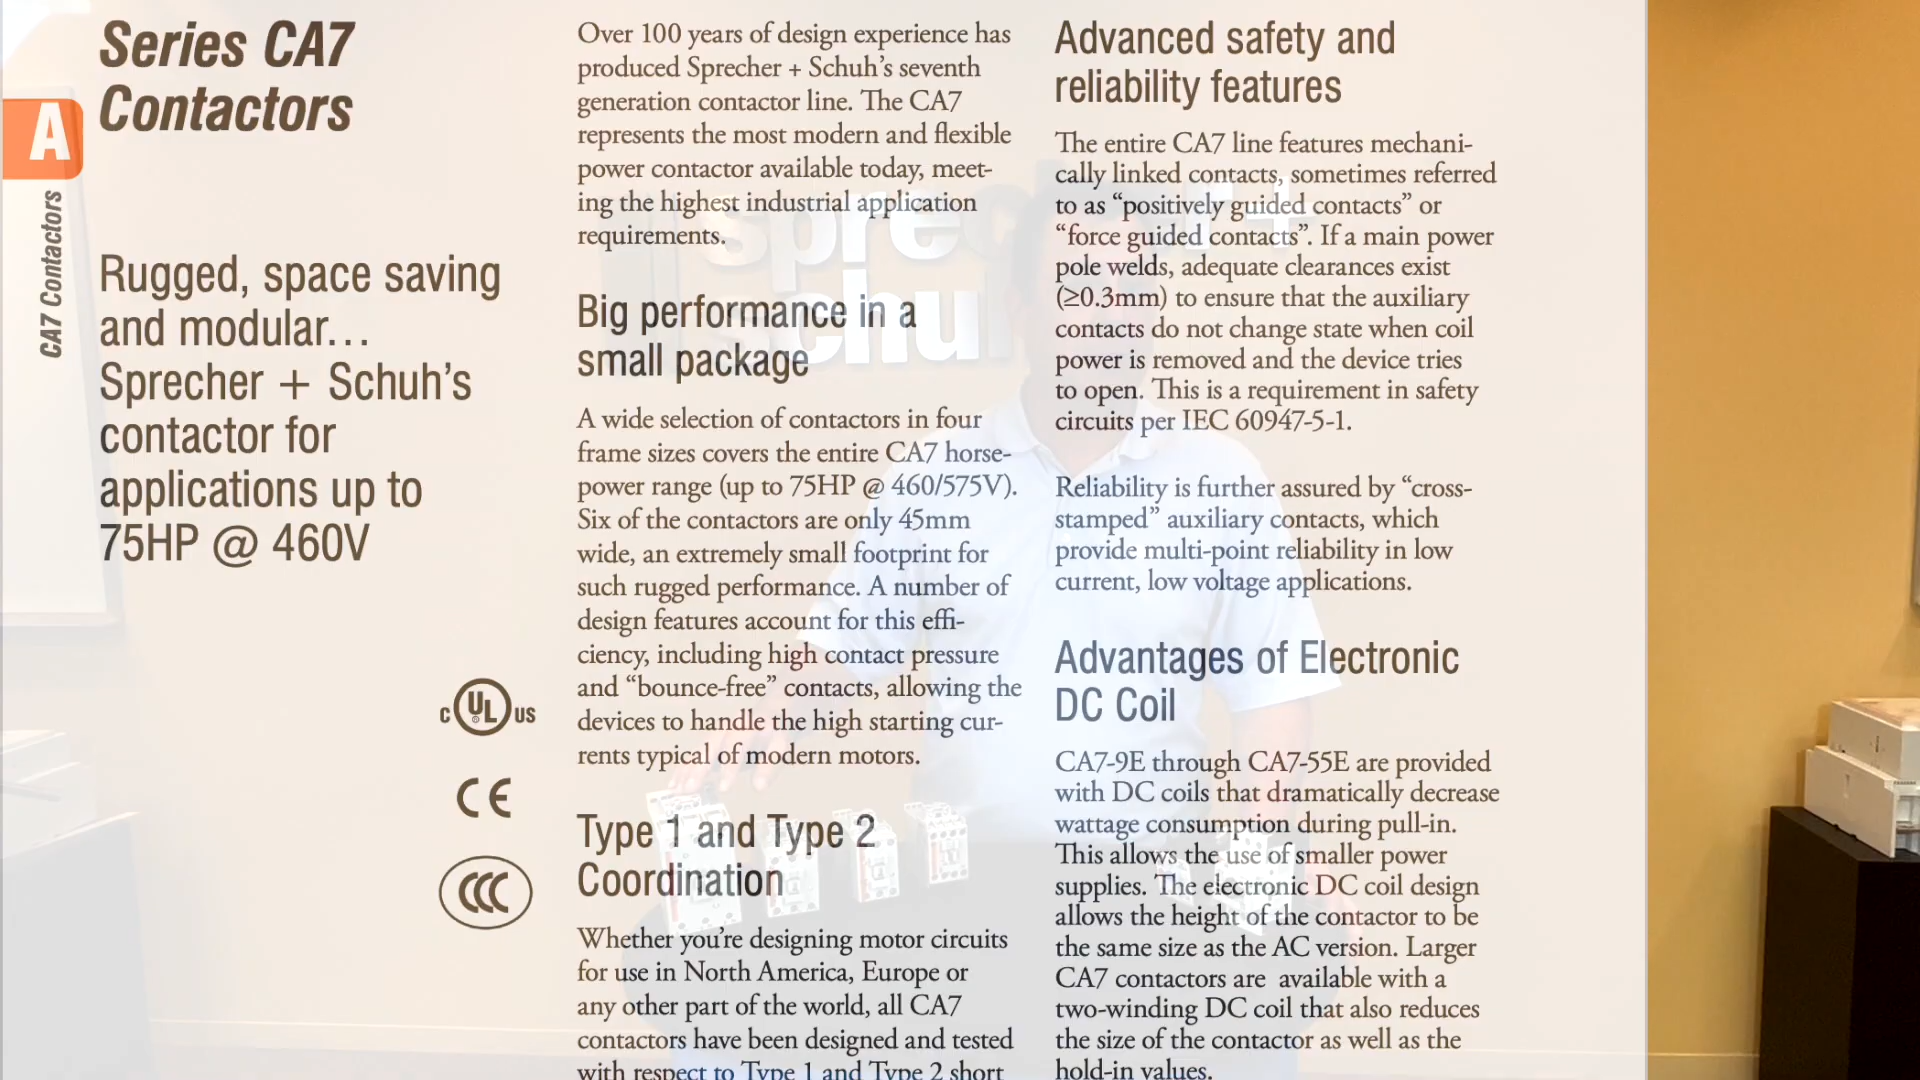 Series CA7
Contactors
A
CA7 Contactors
Rugged, space saving
and modular…
Sprecher + Schuh’s
contactor for
applications up to
75HP @ 460V
c UL US
CE
CCC
Over 100 years of design experience has
produced Sprecher + Schuh’s seventh
generation contactor line. The CA7
represents the most modern and flexible
power contactor available today, meet-
ing the highest industrial application
requirements.
Big performance in a
small package
A wide selection of contactors in four
frame sizes covers the entire CA7 horse-
power range (up to 75HP @ 460/575V).
Six of the contactors are only 45mm
wide, an extremely small footprint for
such rugged performance. A number of
design features account for this effi-
ciency, including high contact pressure
and “bounce-free” contacts, allowing the
devices to handle the high starting cur-
rents typical of modern motors.
Type 1 and Type 2
Coordination
Whether you’re designing motor circuits
for use in North America, Europe or
any other part of the world, all CA7
contactors have been designed and tested
with respect to Type 1 and Type 2 short
Advanced safety and
reliability features
The entire CA7 line features mechani-
cally linked contacts, sometimes referred
to as “positively guided contacts” or
“force guided contacts”. If a main power
pole welds, adequate clearances exist
(≥0.3mm) to ensure that the auxiliary
contacts do not change state when coil
power is removed and the device tries
to open. This is a requirement in safety
circuits per IEC 60947-5-1.
Reliability is further assured by “cross-
stamped” auxiliary contacts, which
provide multi-point reliability in low
current, low voltage applications.
Advantages of Electronic
DC Coil
CA7-9E through CA7-55E are provided
with DC coils that dramatically decrease
wattage consumption during pull-in.
This allows the use of smaller power
supplies. The electronic DC coil design
allows the height of the contactor to be
the same size as the AC version. Larger
CA7 contactors are available with a
two-winding DC coil that also reduces
the size of the contactor as well as the
hold-in values.